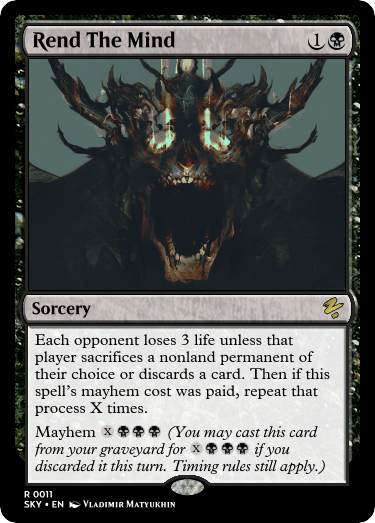 Rend The Mind 1
Sorcery
Each opponent loses 3 life unless that
player sacrifices a nonland permanent of
their choice or discards a card. Then if this
spell's mayhem cost was paid, repeat that
process X times.
Mayhem X (You may cast this card
from your graveyard for X if you
discarded it this turn. Timing rules still apply.)
R 0011
SKY • EN Vladimir Matyukhin